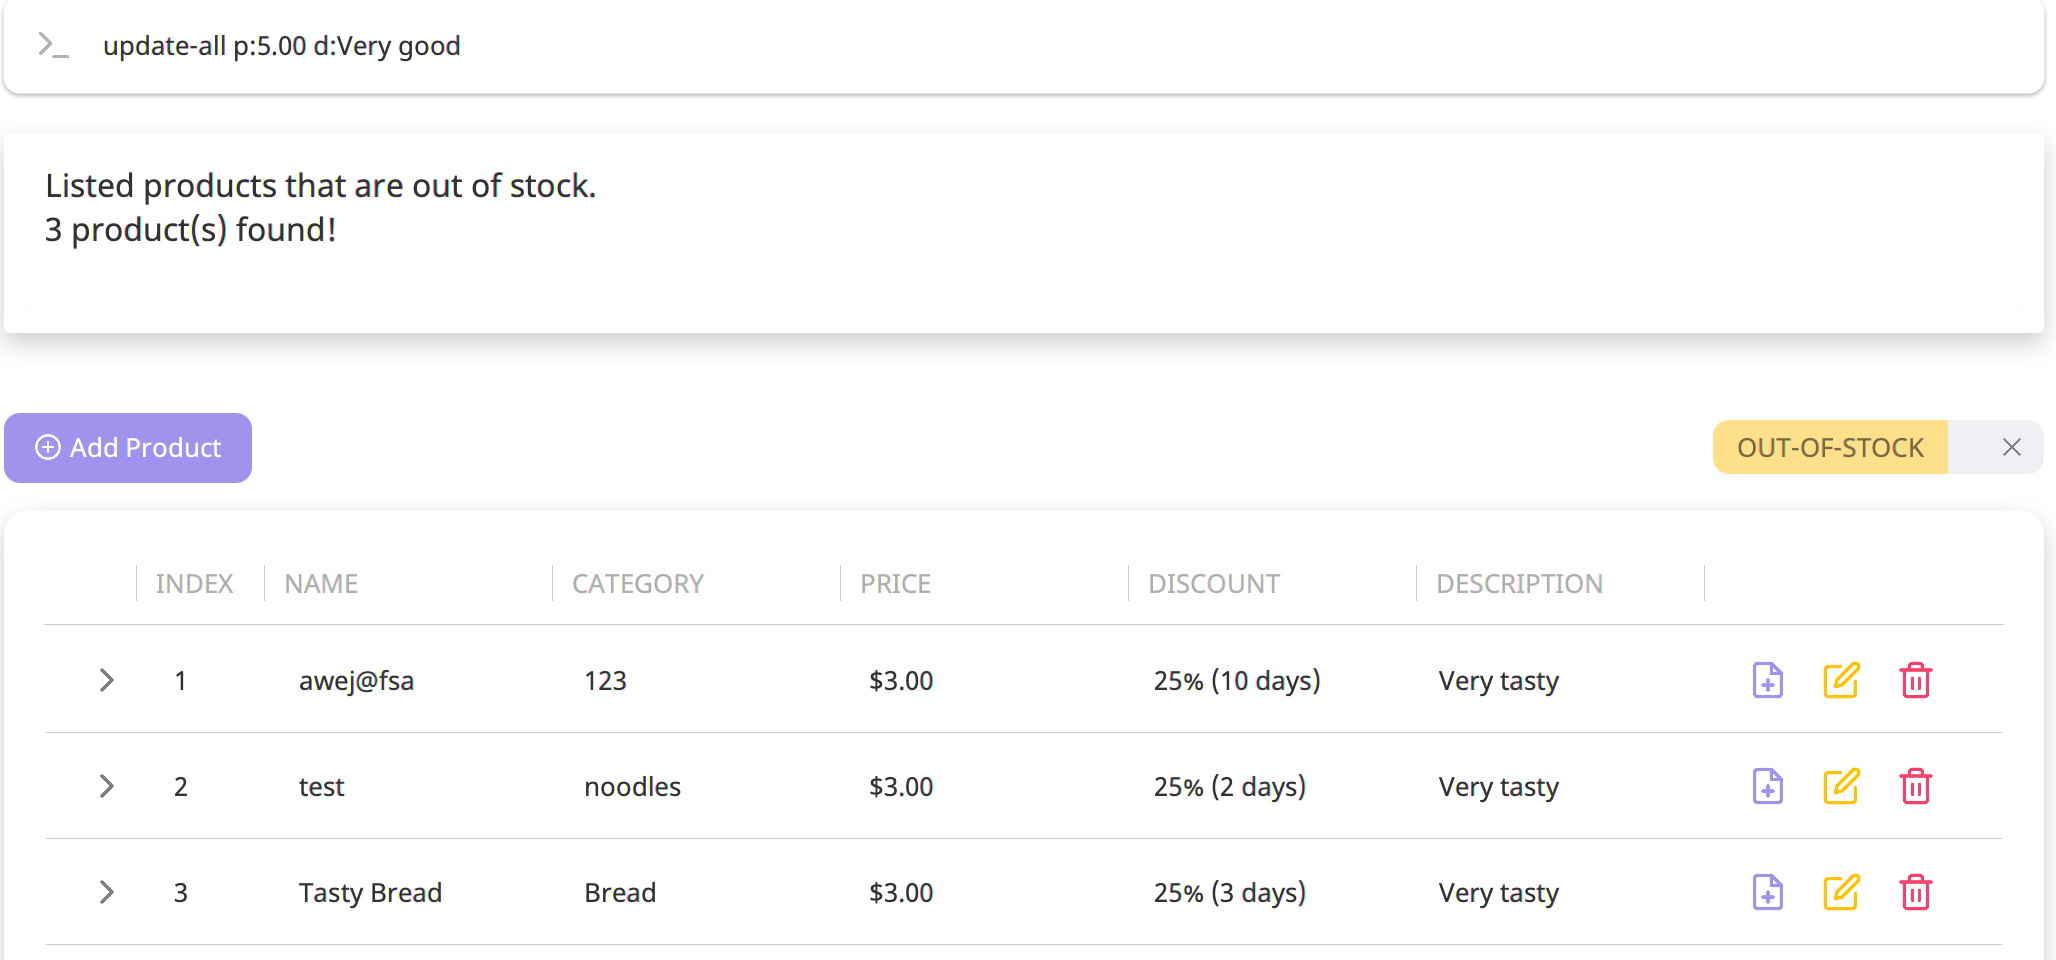 update-all p:5.00 d:Very good
Listed products that are out of stock.
3 product(s) found!
Add Product
OUT-OF-STOCK
INDEX NAME CATEGORY PRICE DISCOUNT DESCRIPTION
1 awej@fsa 123 $3.00 25% (10 days) Very tasty
2 test noodles $3.00 25% (2 days) Very tasty
3 Tasty Bread Bread $3.00 25% (3 days) Very tasty